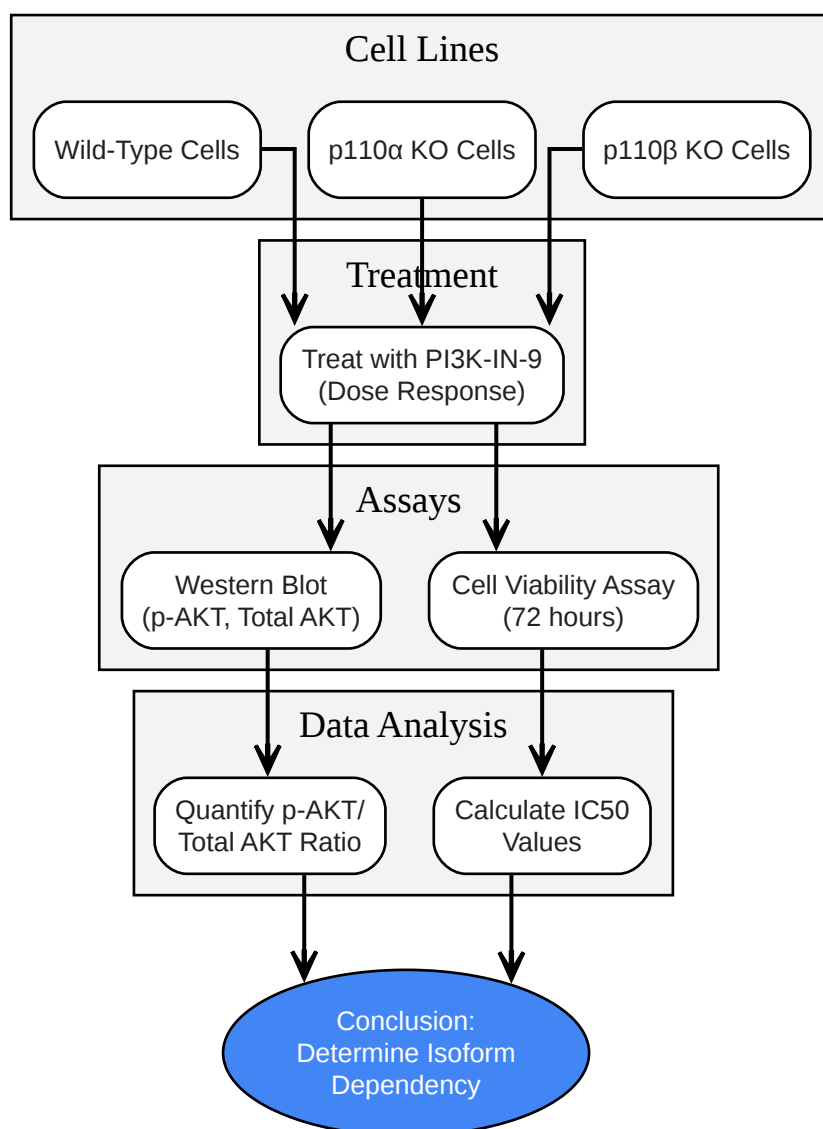 Cell Lines
Wild-Type Cells
p110α KO Cells
p110β KO Cells
Treatment
Treat with PI3K-IN-9
(Dose Response)
Assays
Western Blot
(p-AKT, Total AKT)
Cell Viability Assay
(72 hours)
Data Analysis
Quantify p-AKT/
Total AKT Ratio
Calculate IC50
Values
Conclusion:
Determine Isoform
Dependency